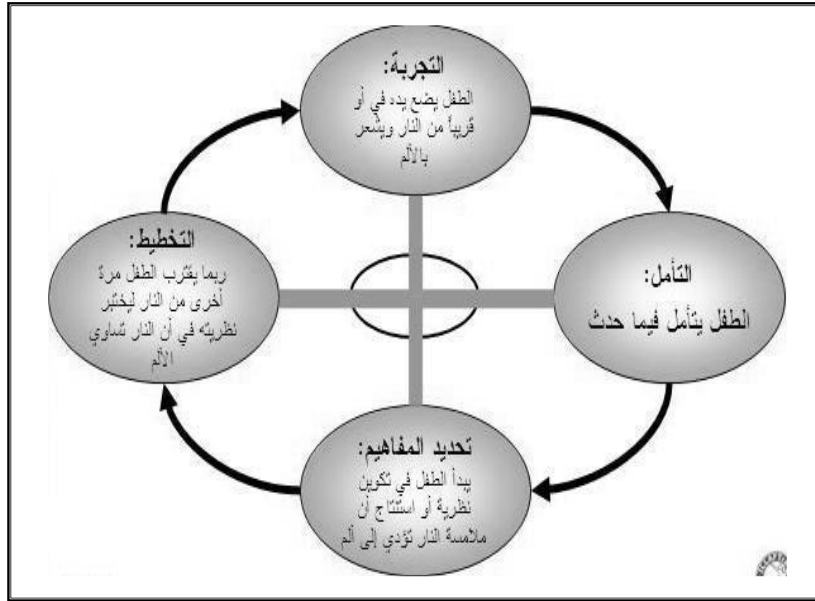 التجربة:
الطفل يضع يده في أو
قريباً من النار ويشعر
بالألم
التأمل:
الطفل يتأمل فيما حدث
تحديد المفاهيم:
يبدأ الطفل في تكوين
نظرية أو استنتاج أن
ملامسة النار تؤدي إلى ألم
التخطيط:
ربما يقترب الطفل مرة
أخرى من النار ليختبر
نظريته في أن النار تساوي
الألم